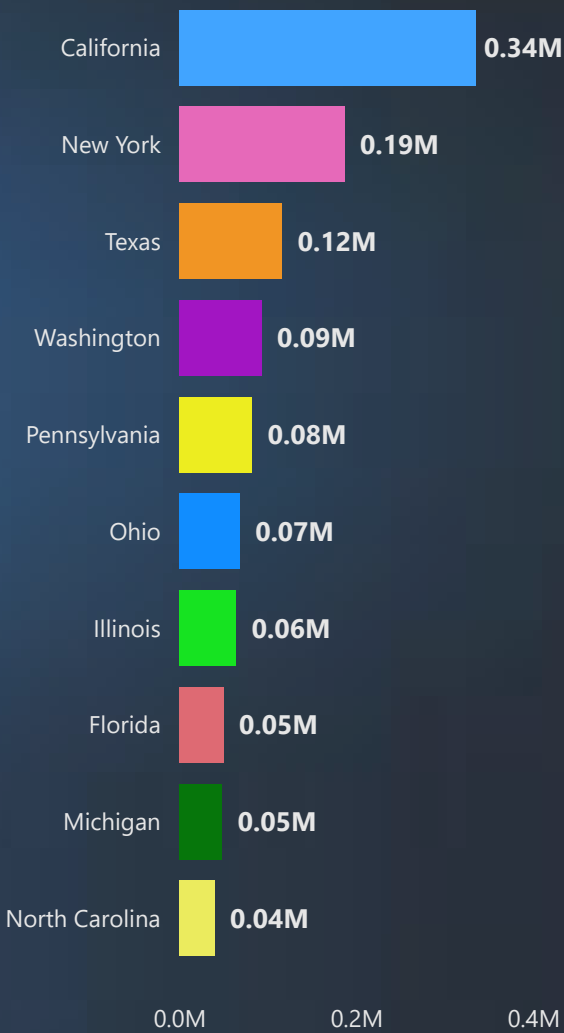 California 0.34M
New York 0.19M
Texas 0.12M
Washington 0.09M
Pennsylvania 0.08M
Ohio 0.07M
Illinois 0.06M
Florida 0.05M
Michigan 0.05M
North Carolina 0.04M
0.0M 0.2M 0.4M